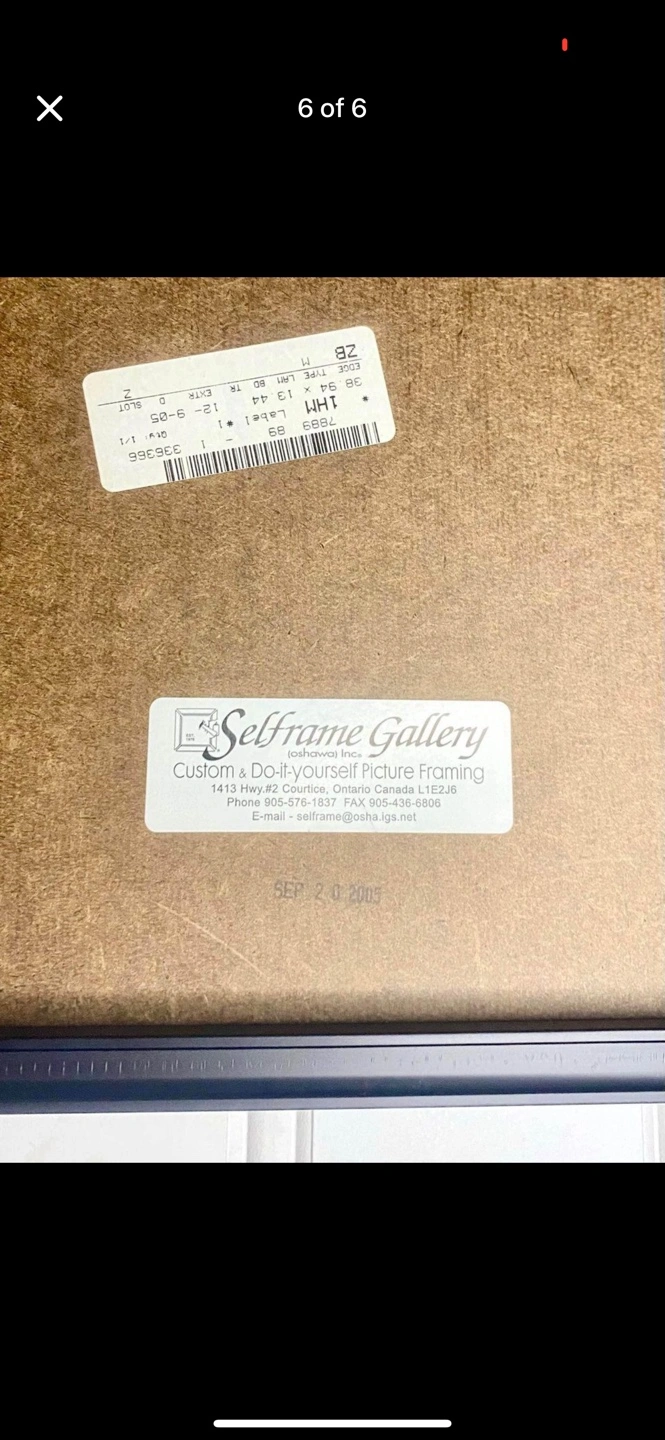 6 of 6
7889 89 - 1 336366
1HM Label #1 Qty: 1/1
*
38.94 x 13.44 12-9-05
EDGE TYPE LAM BD TR EXTR D SLOT
M Z
ZB
EST.
Selframe Gallery
(oshawa) Inc.
Custom & Do-it-yourself Picture Framing
1413 Hwy.#2 Courtice, Ontario Canada L1E2J6
Phone 905-576-1837 FAX 905-436-6806
E-mail - selframe@osha.igs.net
SEP 20 2005